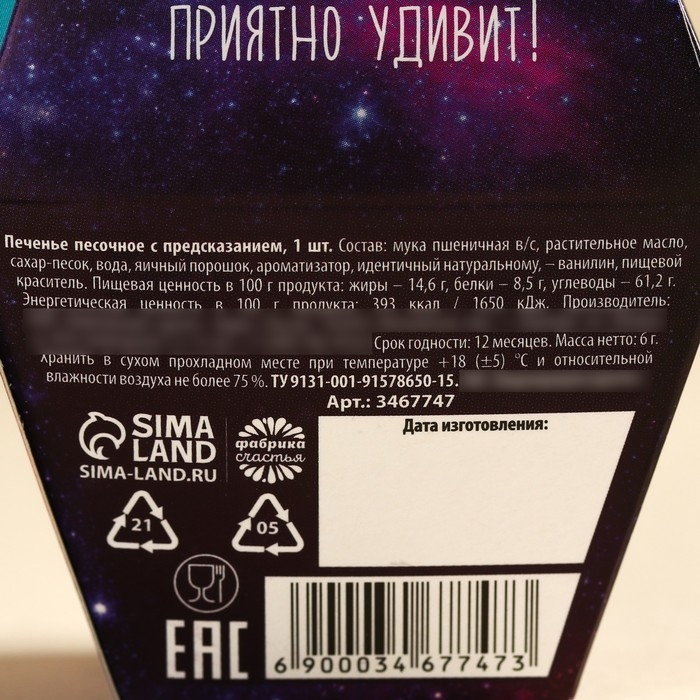 ПРИЯТНО УДИВИТ!
Печенье песочное с предсказанием, 1 шт. Состав: мука пшеничная в/с, растительное масло,
сахар-песок, вода, яичный порошок, ароматизатор, идентичный натуральному, – ванилин, пищевой
краситель. Пищевая ценность в 100 г продукта: жиры – 14,6 г, белки – 8,5 г, углеводы – 61,2 г.
Энергетическая ценность в 100 г продукта: 393 ккал / 1650 кДж. Производитель:
Срок годности: 12 месяцев. Масса нетто: 6 г.
Хранить в сухом прохладном месте при температуре +18 (±5) °С и относительной
влажности воздуха не более 75 %. ТУ 9131-001-91578650-15.
Арт.: 3467747
Дата изготовления:
SIMA
LAND
SIMA-LAND.RU
фабрика
счастья
21
05
EAC
6 900034 677473